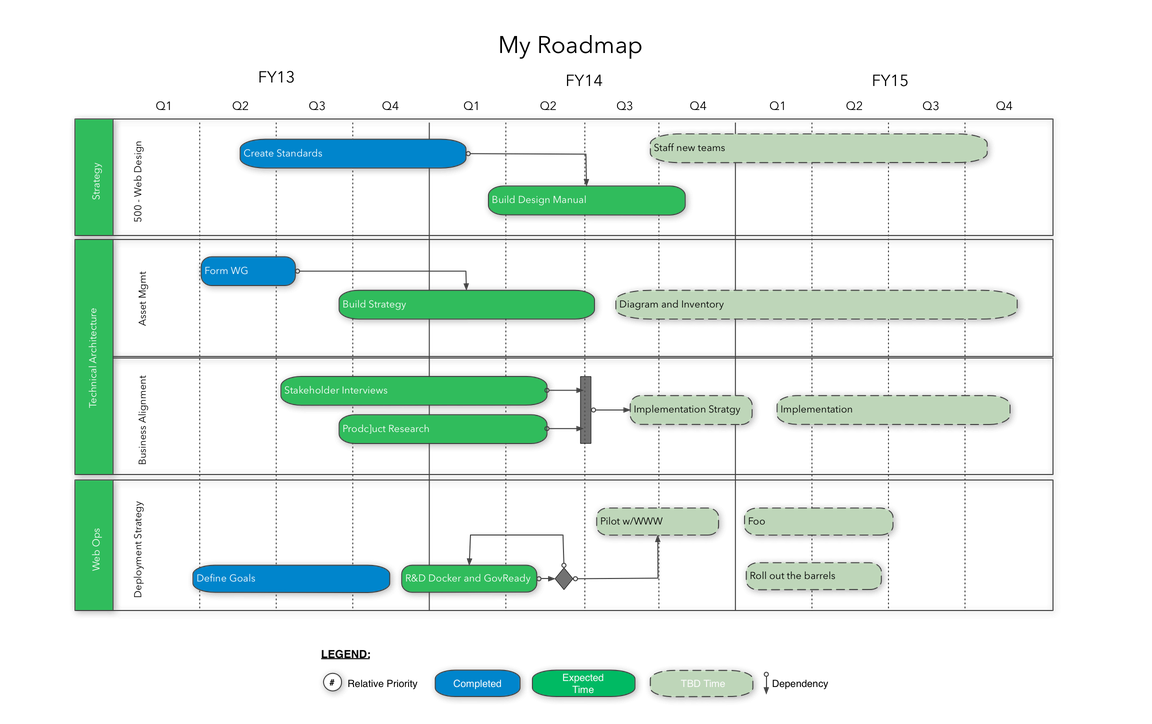 My Roadmap
FY13
FY14
FY15
Q1
Q2
Q3
Q4
Q1
Q2
Q3
Q4
Q1
Q2
Q3
Q4
Strategy
500 - Web Design
Create Standards
Staff new teams
Build Design Manual
Technical Architecture
Asset Mgmt
Form WG
Build Strategy
Diagram and Inventory
Business Alignment
Stakeholder Interviews
Implementation Stratgy
Implementation
Prodc]uct Research
Web Ops
Deployment Strategy
Pilot w/WWW
Foo
Define Goals
R&D Docker and GovReady
Roll out the barrels
LEGEND:
#
Relative Priority
Completed
Expected
Time
TBD Time
Dependency